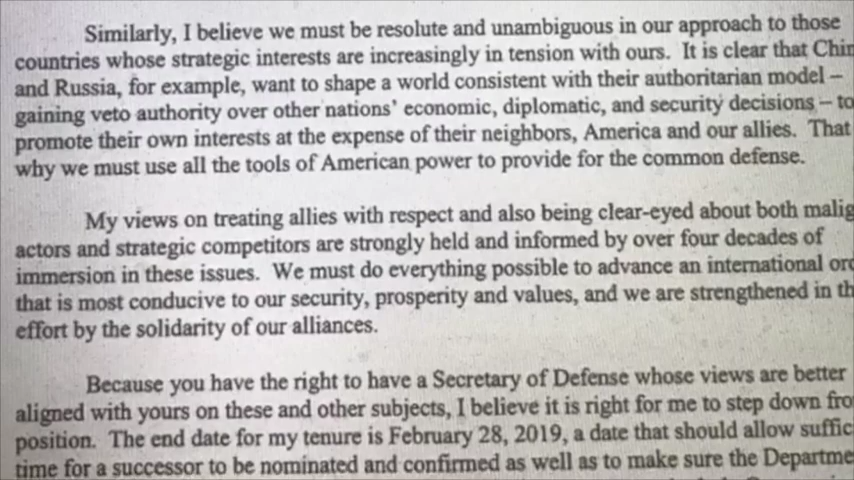 Similarly, I believe we must be resolute and unambiguous in our approach to those
countries whose strategic interests are increasingly in tension with ours. It is clear that Chin
and Russia, for example, want to shape a world consistent with their authoritarian model –
gaining veto authority over other nations' economic, diplomatic, and security decisions – to
promote their own interests at the expense of their neighbors, America and our allies. That
why we must use all the tools of American power to provide for the common defense.
My views on treating allies with respect and also being clear-eyed about both malig
actors and strategic competitors are strongly held and informed by over four decades of
immersion in these issues. We must do everything possible to advance an international ord
that is most conducive to our security, prosperity and values, and we are strengthened in th
effort by the solidarity of our alliances.
Because you have the right to have a Secretary of Defense whose views are better
aligned with yours on these and other subjects, I believe it is right for me to step down fro
position. The end date for my tenure is February 28, 2019, a date that should allow suffic
time for a successor to be nominated and confirmed as well as to make sure the Departme